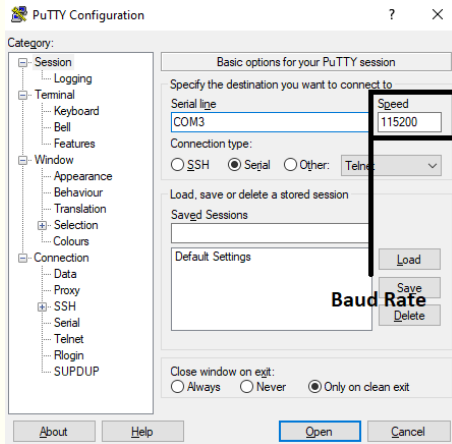 PuTTY Configuration
? ×
Category:
Session
Logging
Terminal
Keyboard
Bell
Features
Window
Appearance
Behaviour
Translation
Selection
Colours
Connection
Data
Proxy
SSH
Serial
Telnet
Rlogin
SUPDUP
Basic options for your PuTTY session
Specify the destination you want to connect to
Serial line
Speed
COM3
115200
Connection type:
SSH Serial Other: Telnet
Load, save or delete a stored session
Saved Sessions
Default Settings
Load
Save
Delete
Baud Rate
Close window on exit:
Always Never Only on clean exit
About Help Open Cancel